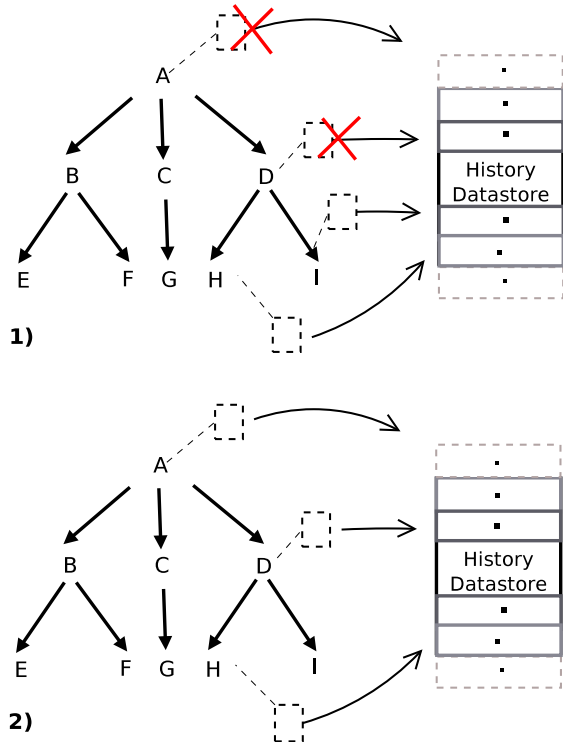 A
B C D
History
Datastore
E F G H I
1)
A
B C D
History
Datastore
E F G H I
2)